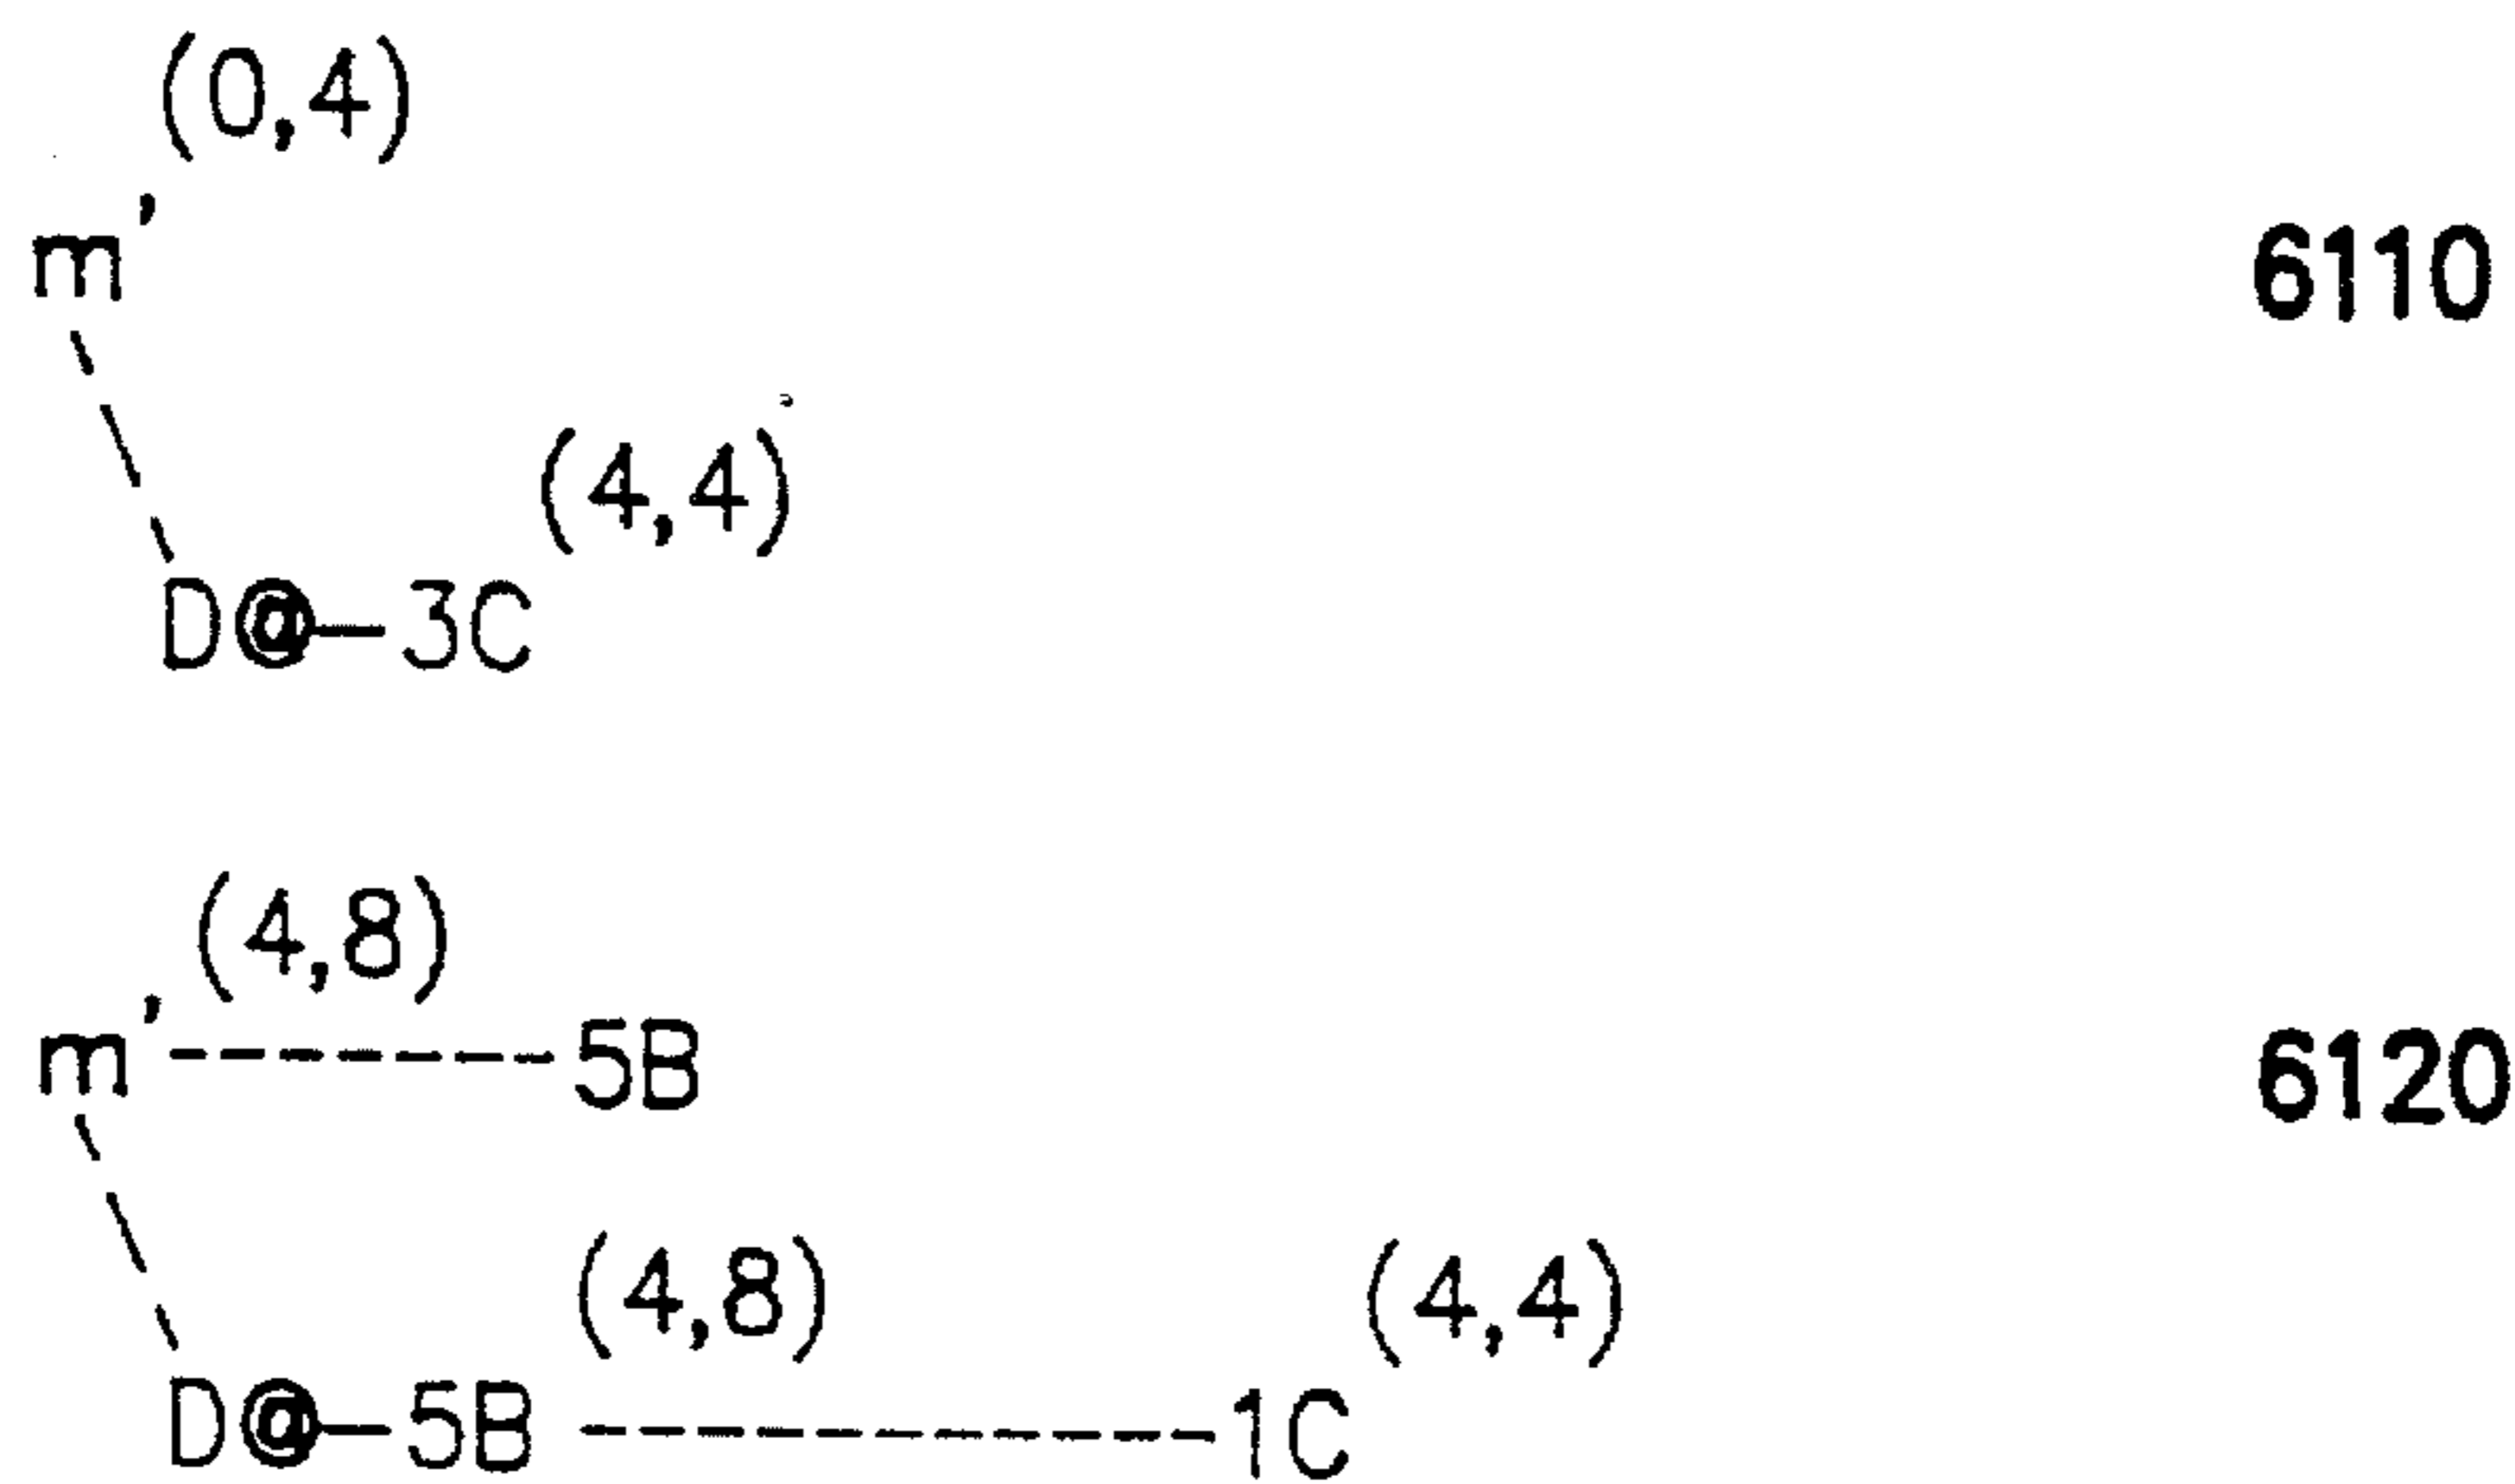 (0,4)
m’ 6110
(4,4)
D@—3C
(4,8)
m’-------5B 6120
(4,8) (4,4)
D@—5B -----------1C